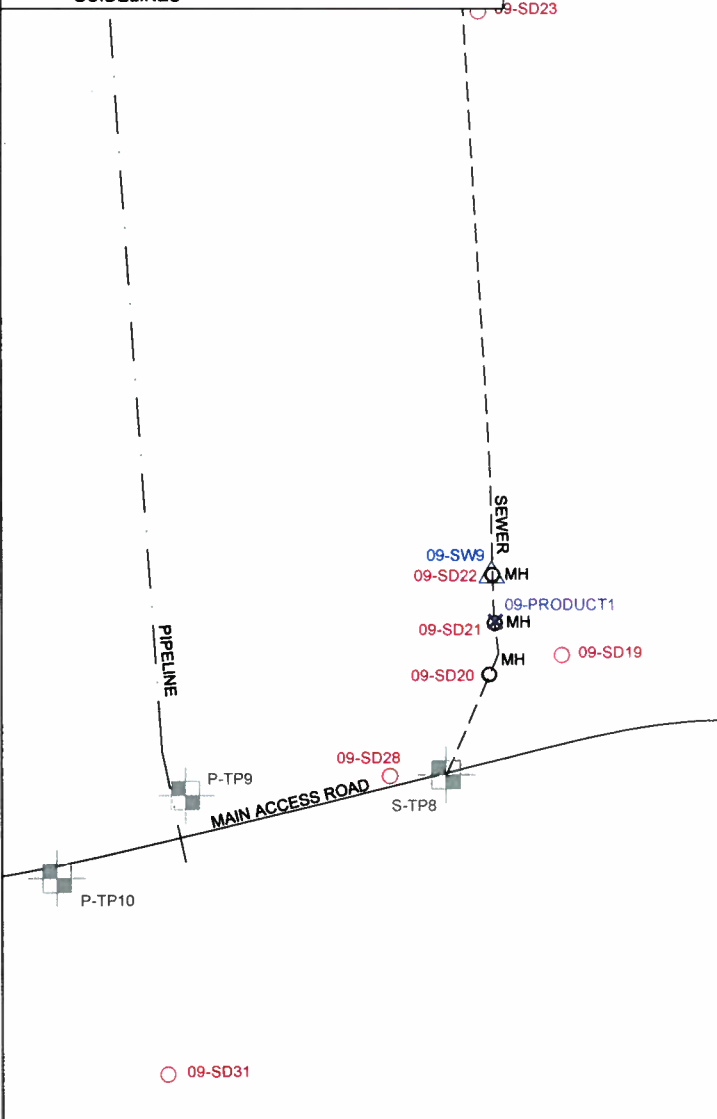 09-SD23
SEWER
09-SW9
09-SD22
MH
09-PRODUCT1
09-SD21
MH
MH
09-SD19
09-SD20
PIPELINE
09-SD28
P-TP9
MAIN ACCESS ROAD
S-TP8
P-TP10
09-SD31